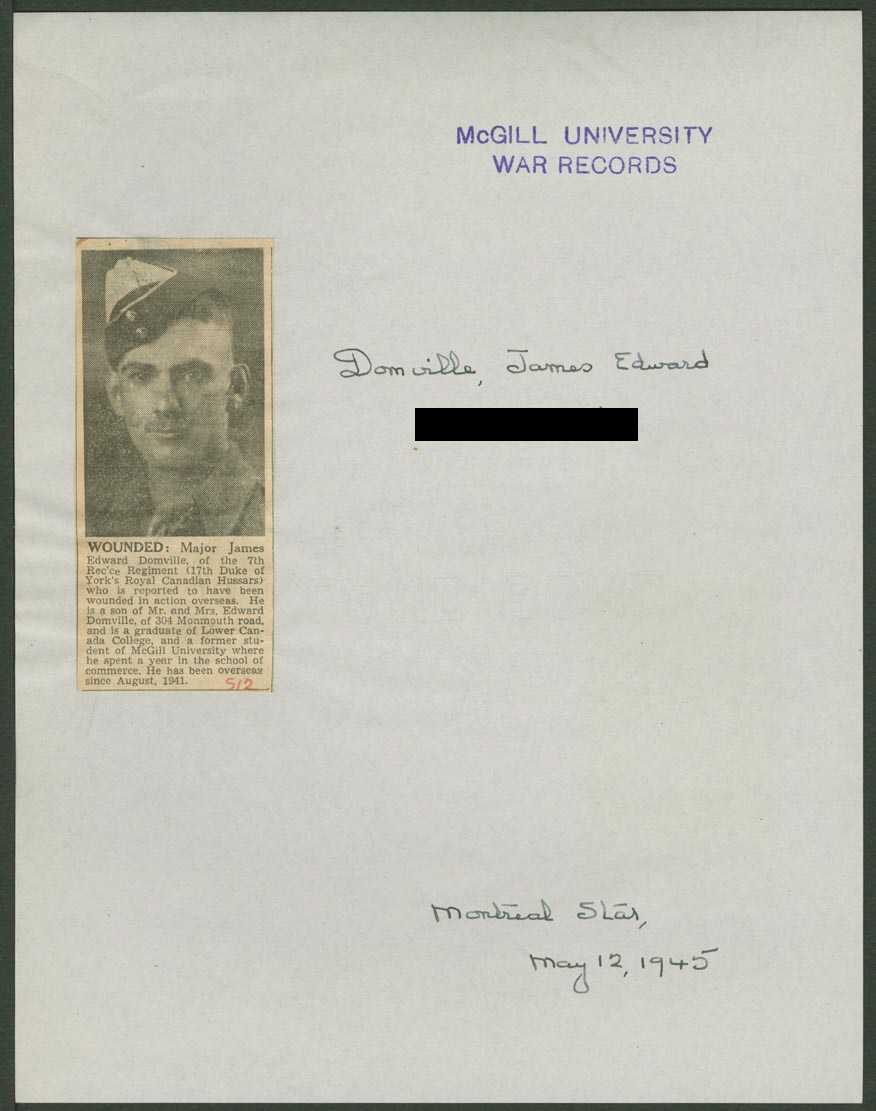 McGILL UNIVERSITY
WAR RECORDS
Domville, James Edward
WOUNDED: Major James
Edward Domville, of the 7th
Rec'ce Regiment (17th Duke of
York's Royal Canadian Hussars)
who is reported to have been
wounded in action overseas. He
is a son of Mr. and Mrs. Edward
Domville, of 304 Monmouth road,
and is a graduate of Lower Can-
ada College, and a former stu-
dent of McGill University where
he spent a year in the school of
commerce. He has been overseas
since August, 1941.
512
Montreal Star,
May 12, 1945